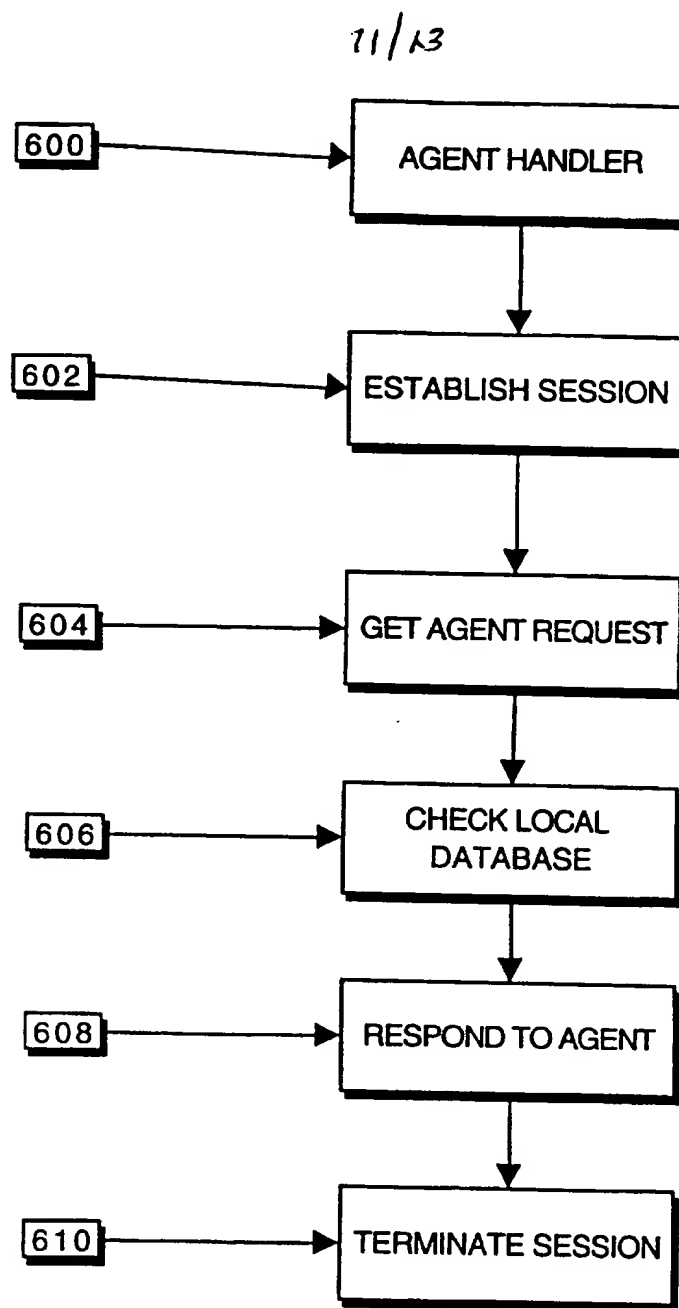 11/13
600
AGENT HANDLER
602
ESTABLISH SESSION
604
GET AGENT REQUEST
606
CHECK LOCAL
DATABASE
608
RESPOND TO AGENT
610
TERMINATE SESSION